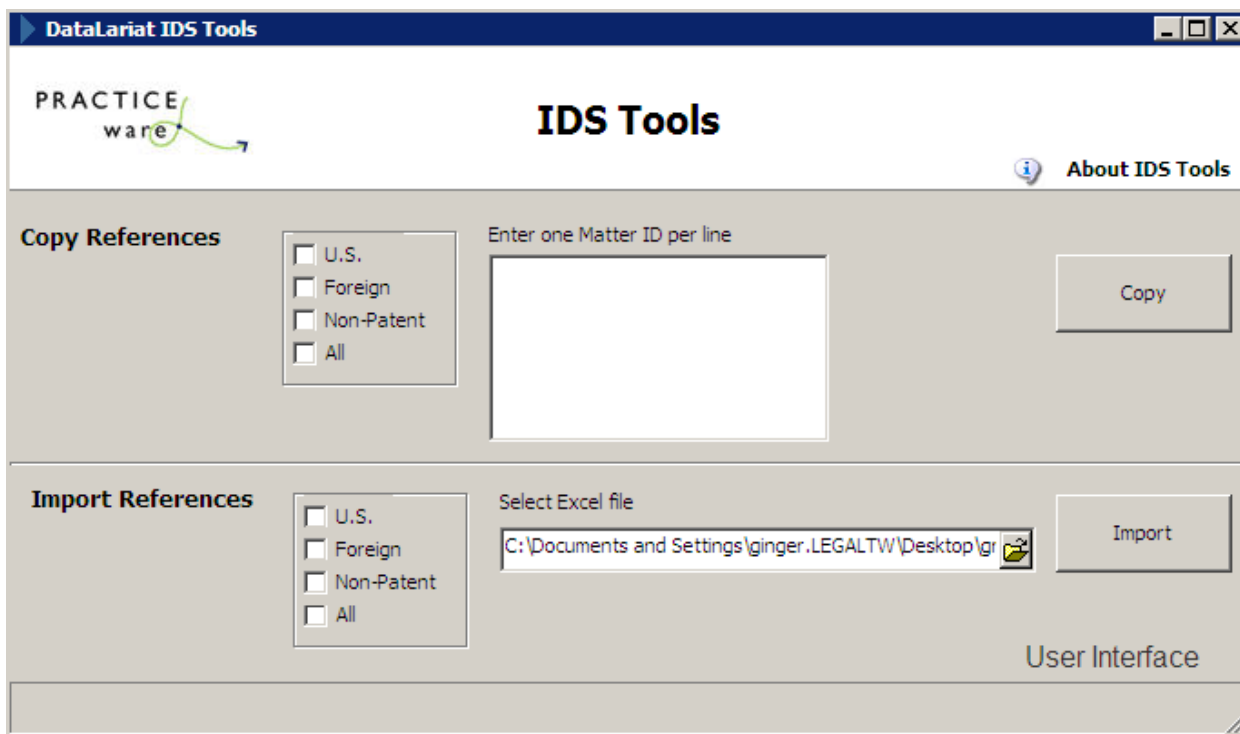 DataLariat IDS Tools
PRACTICE
ware
IDS Tools
About IDS Tools
Copy References
U.S.
Foreign
Non-Patent
All
Enter one Matter ID per line
Copy
Import References
U.S.
Foreign
Non-Patent
All
Select Excel file
C:\Documents and Settings\ginger.LEGALTW\Desktop\gr
Import
User Interface